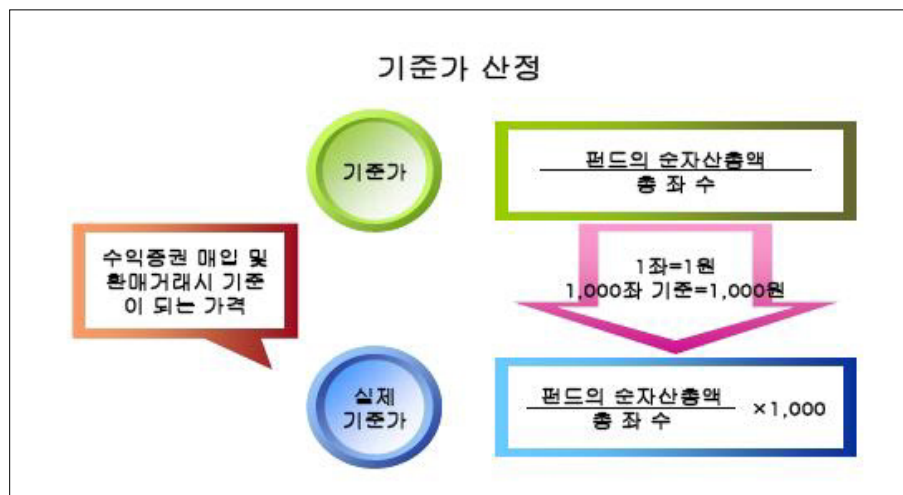 기준가 산정
기준가
펀드의 순자산총액
총 좌 수
수익증권 매입 및
환매거래시 기준
이 되는 가격
1좌=1원
1,000좌 기준=1,000원
실제
기준가
펀드의 순자산총액
총 좌 수
×1,000